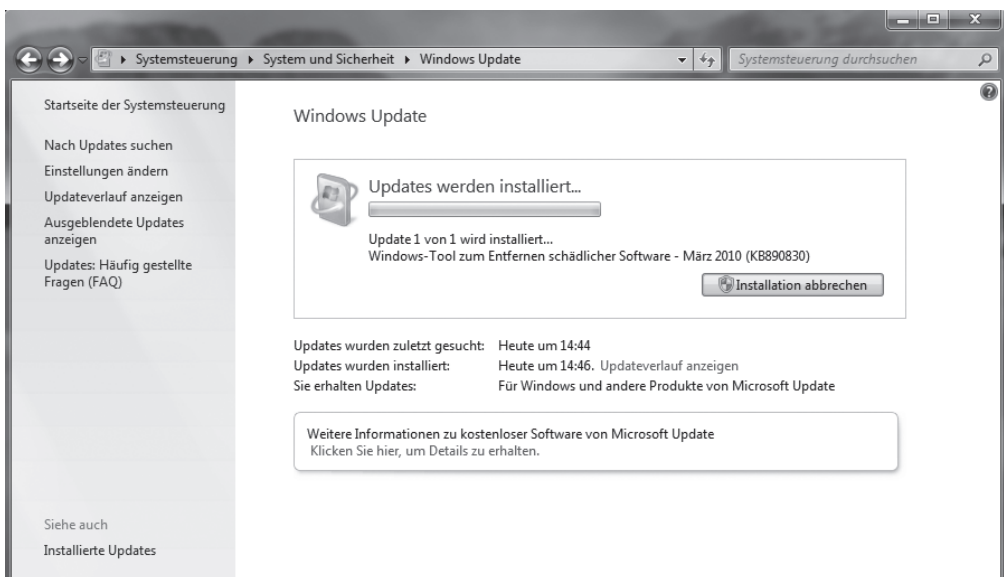 Systemsteuerung ▸ System und Sicherheit ▸ Windows Update
Systemsteuerung durchsuchen
Startseite der Systemsteuerung
Nach Updates suchen
Einstellungen ändern
Updateverlauf anzeigen
Ausgeblendete Updates
anzeigen
Updates: Häufig gestellte
Fragen (FAQ)
Siehe auch
Installierte Updates
Windows Update
Updates werden installiert...
Update 1 von 1 wird installiert...
Windows-Tool zum Entfernen schädlicher Software - März 2010 (KB890830)
Installation abbrechen
Updates wurden zuletzt gesucht: Heute um 14:44
Updates wurden installiert: Heute um 14:46. Updateverlauf anzeigen
Sie erhalten Updates: Für Windows und andere Produkte von Microsoft Update
Weitere Informationen zu kostenloser Software von Microsoft Update
Klicken Sie hier, um Details zu erhalten.